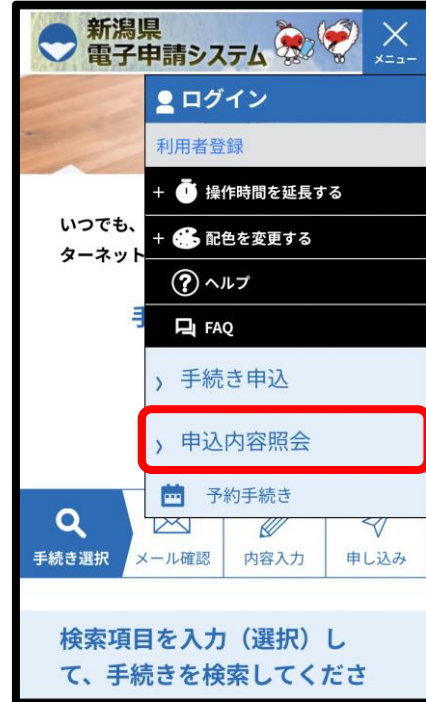 新潟県
電子申請システム
メニュー
ログイン
利用者登録
+ 操作時間を延長する
+ 配色を変更する
ヘルプ
FAQ
いつでも、
ターネット
手
› 手続き申込
› 申込内容照会
予約手続き
手続き選択
メール確認
内容入力
申し込み
検索項目を入力（選択）し
て、手続きを検索してくださ